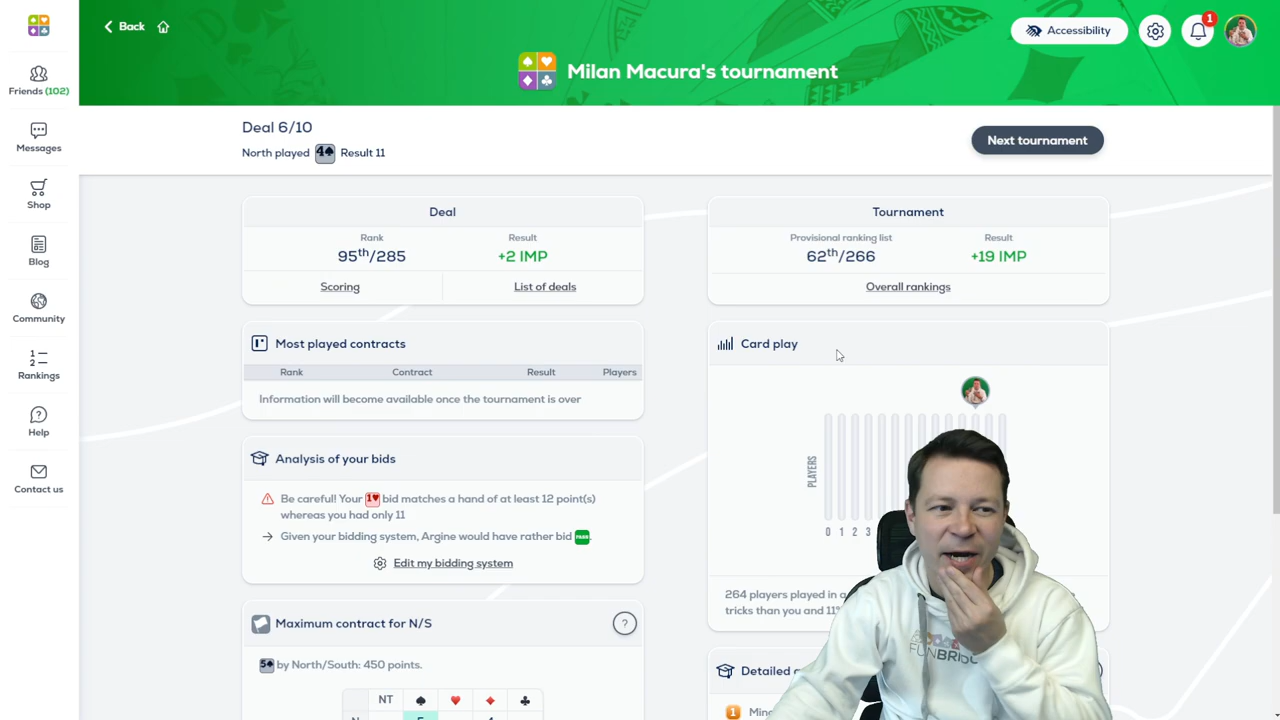 Back
Accessibility
1
Milan Macura's tournament
Friends (102)
Messages
Shop
Blog
Community
Rankings
Help
Contact us
Deal 6/10
North played 4♠ Result 11
Next tournament
Deal
Rank
Result
95th/285
+2 IMP
Scoring
List of deals
Tournament
Provisional ranking list
Result
62th/266
+19 IMP
Overall rankings
Most played contracts
Rank Contract Result Players
Information will become available once the tournament is over
Card play
PLAYERS
0 1 2 3
264 players played in a
tricks than you and 11%
Analysis of your bids
Be careful! Your 1♥ bid matches a hand of at least 12 point(s)
whereas you had only 11
Given your bidding system, Argine would have rather bid PASS.
Edit my bidding system
Maximum contract for N/S
?
5♠ by North/South: 450 points.
NT ♠ ♥ ♦ ♣
Detailed
1
FUNBRIDG